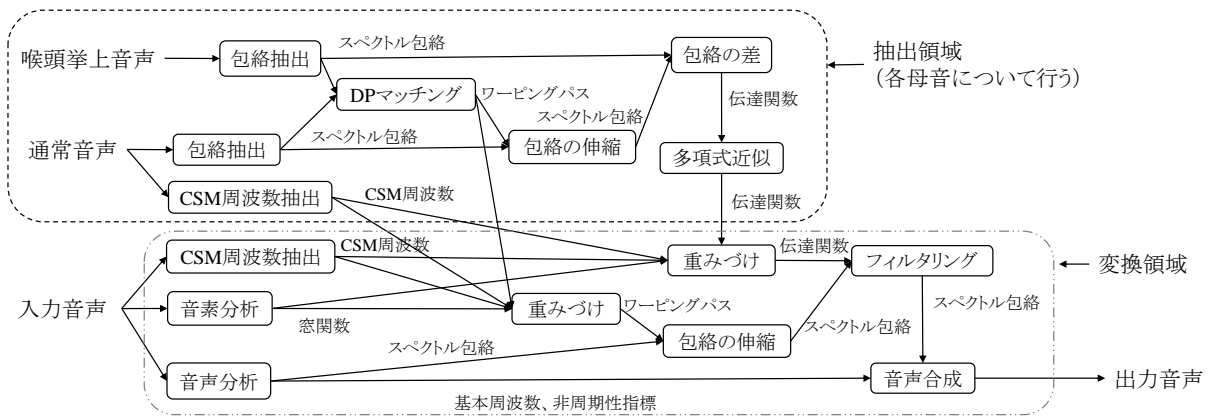 喉頭挙上音声
包絡抽出
スペクトル包絡
包絡の差
抽出領域
（各母音について行う）
DPマッチング
ワーピングパス
伝達関数
スペクトル包絡
通常音声
包絡抽出
スペクトル包絡
包絡の伸縮
多項式近似
CSM周波数抽出
CSM周波数
伝達関数
入力音声
CSM周波数抽出
CSM周波数
重みづけ
伝達関数
フィルタリング
変換領域
音素分析
窓関数
重みづけ
ワーピングパス
スペクトル包絡
スペクトル包絡
包絡の伸縮
スペクトル包絡
音声分析
音声合成
出力音声
基本周波数、非周期性指標